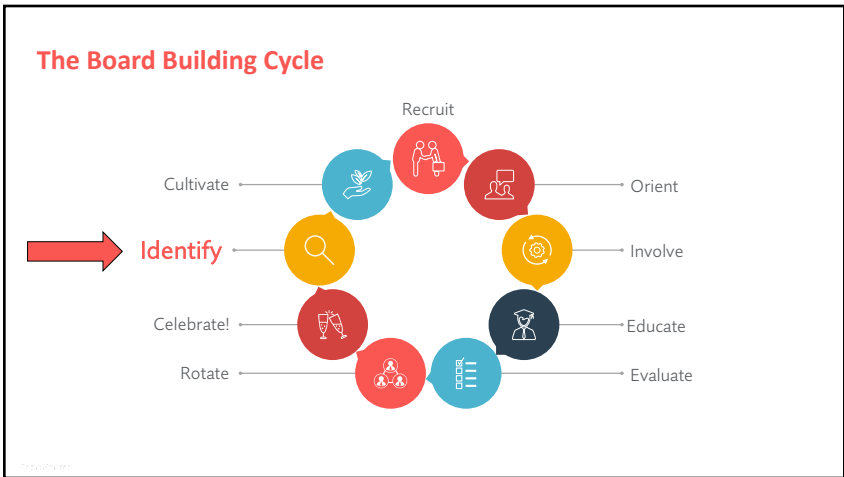 The Board Building Cycle
Recruit
Cultivate
Orient
Identify
Involve
Celebrate!
Educate
Rotate
Evaluate